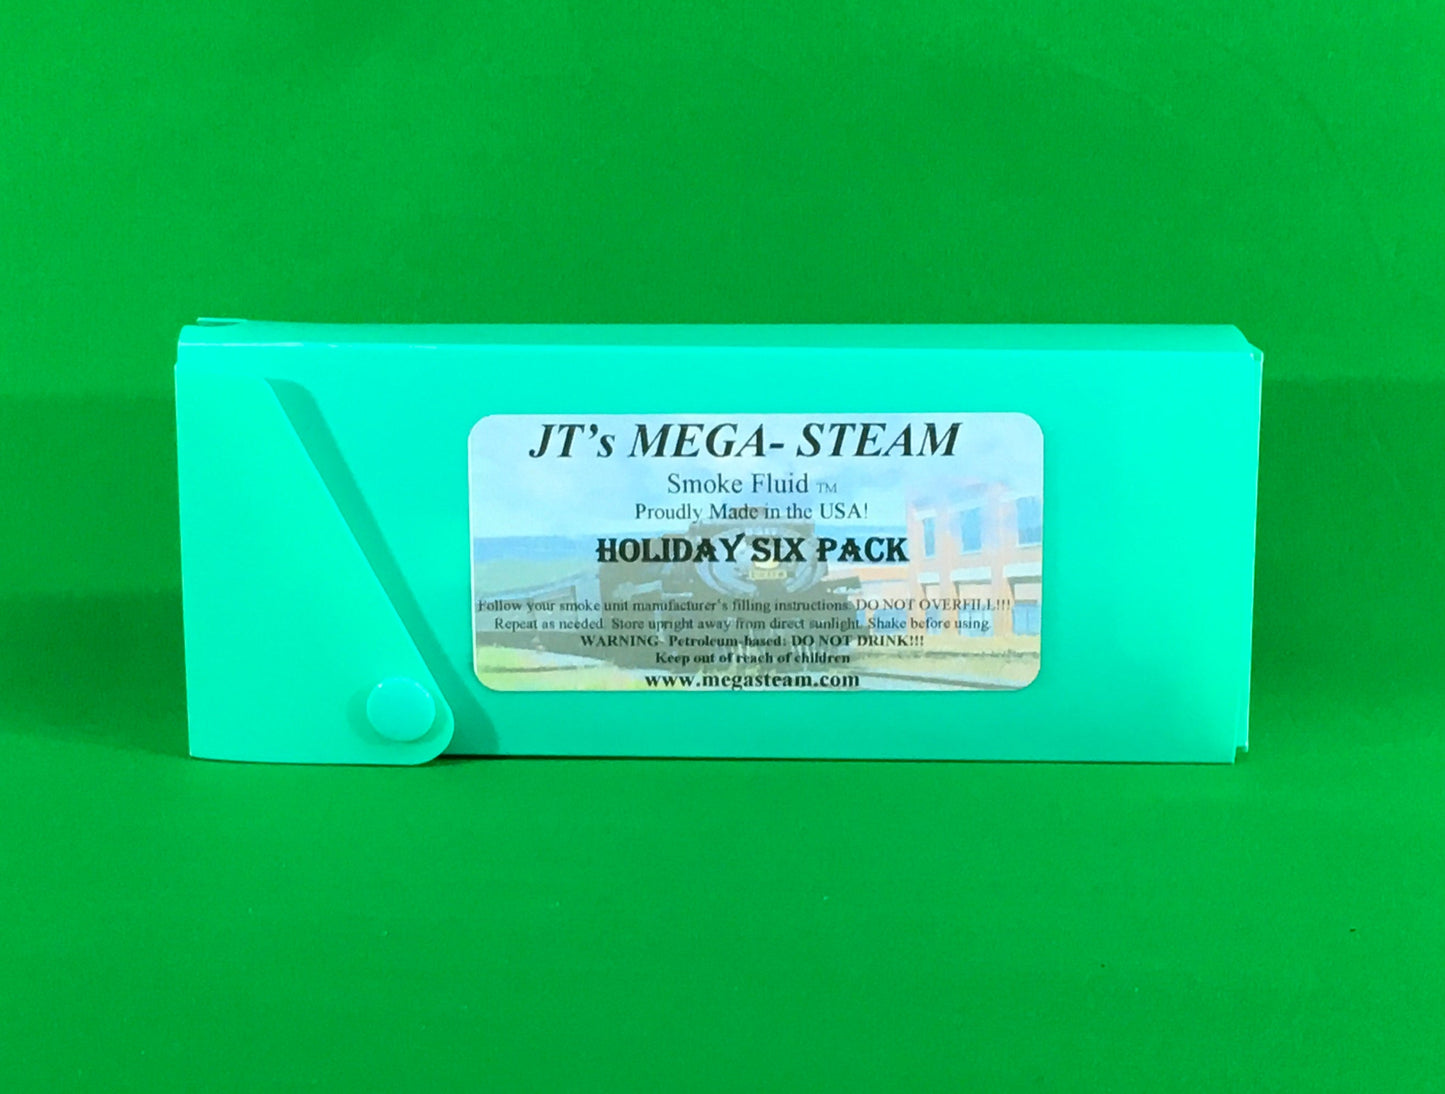 JT's MEGA- STEAM
Smoke Fluid TM
Proudly Made in the USA!
HOLIDAY SIX PACK
Follow your smoke unit manufacturer's filling instructions. DO NOT OVERFILL!!!
Repeat as needed. Store upright away from direct sunlight. Shake before using.
WARNING- Petroleum-based: DO NOT DRINK!!!
Keep out of reach of children
www.megasteam.com